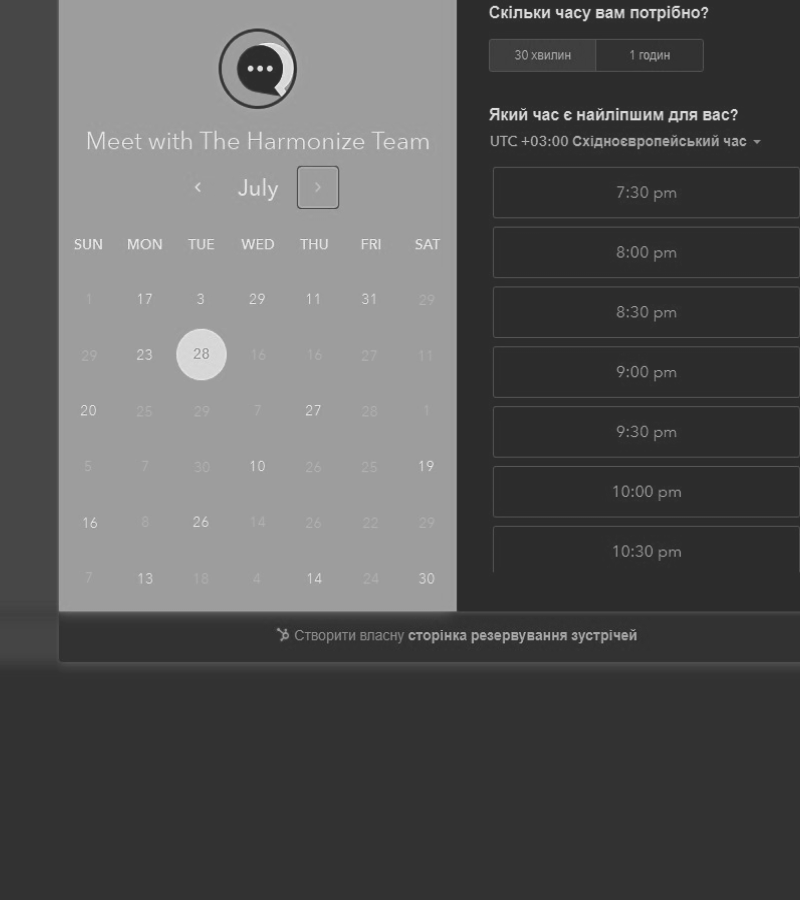 Meet with The Harmonize Team
July
SUN MON TUE WED THU FRI SAT
1 17 3 29 11 31 29
29 23 28 16 16 27 11
20 25 29 7 27 28 1
5 7 30 10 26 25 19
16 8 26 14 26 22 29
7 13 18 4 14 24 30
Скільки часу вам потрібно?
30 хвилин 1 годин
Який час є найліпшим для вас?
UTC +03:00 Східноєвропейський час
7:30 pm
8:00 pm
8:30 pm
9:00 pm
9:30 pm
10:00 pm
10:30 pm
Створити власну сторінка резервування зустрічей